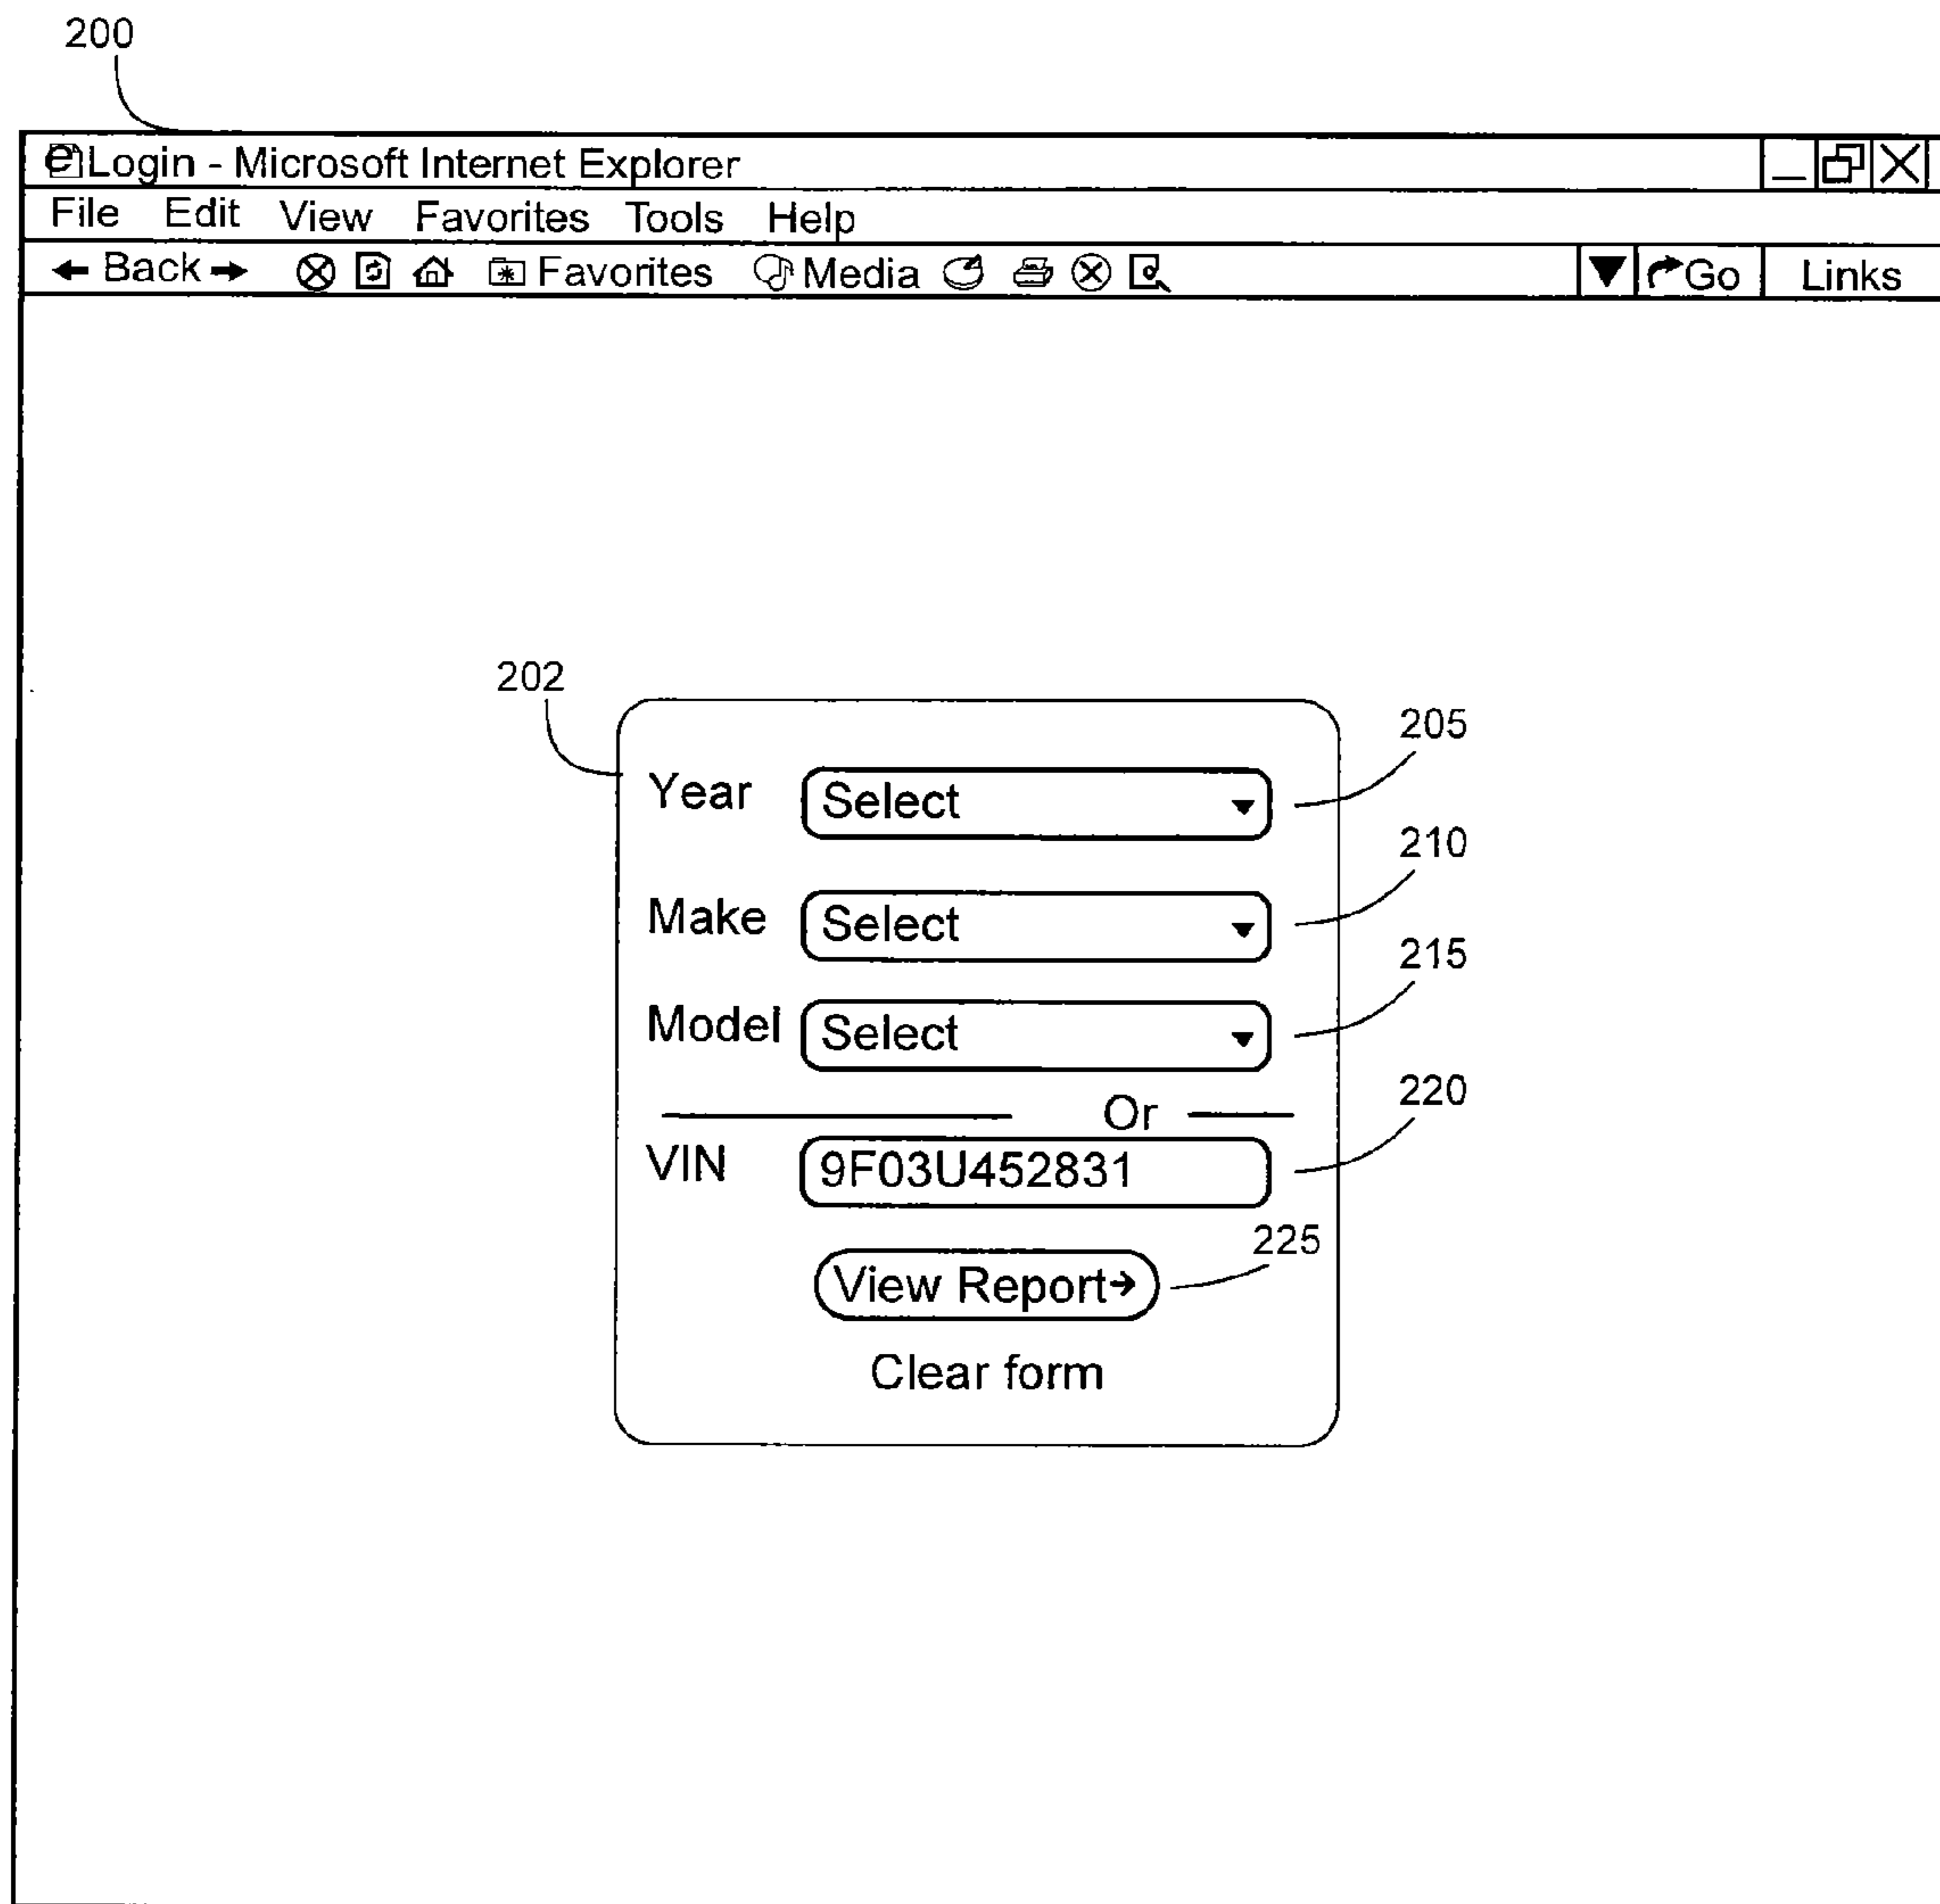 200
Login - Microsoft Internet Explorer
File Edit View Favorites Tools Help
Back Favorites Media Go Links
202
Year Select 205
Make Select 210
Model Select 215
Or
VIN 9F03U452831 220
View Report→ 225
Clear form